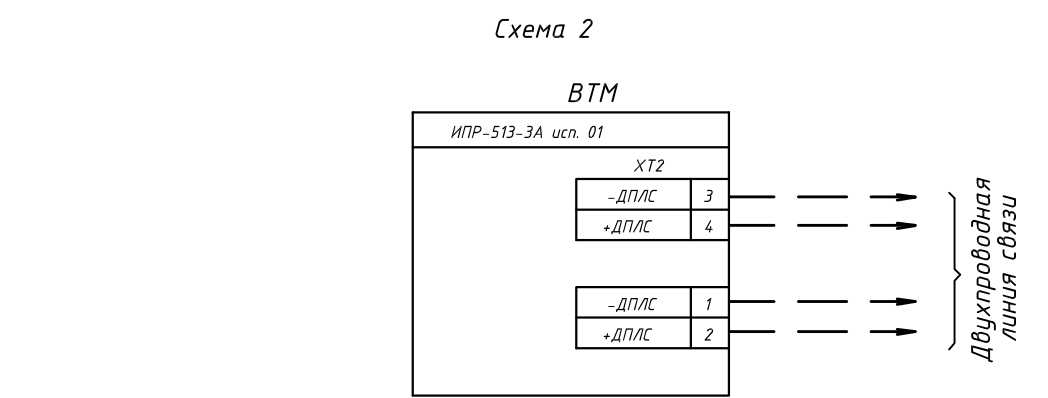 Схема 2
ВТМ
ИПР-513-3А исп. 01
ХТ2
-ДПЛС 3
+ДПЛС 4
-ДПЛС 1
+ДПЛС 2
Двухпроводная
линия связи